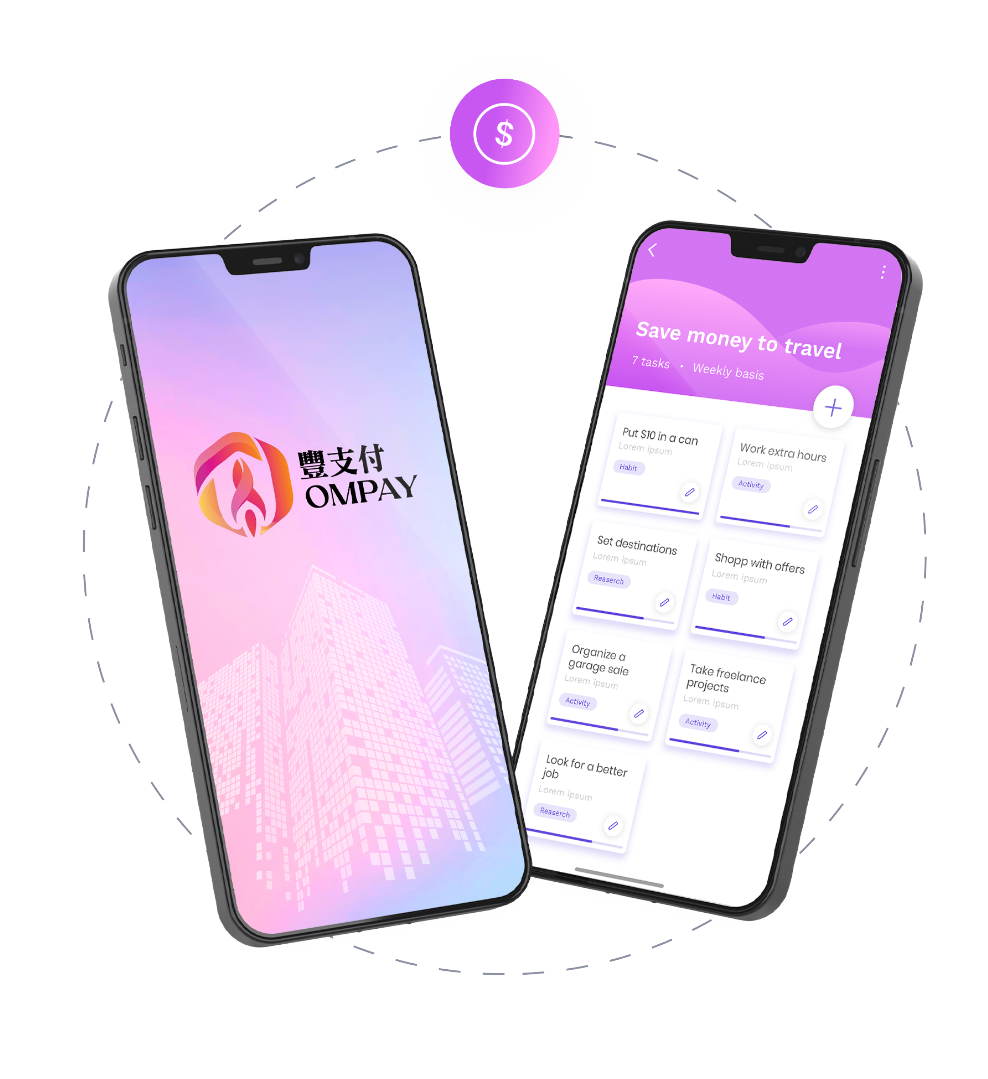 $
豐支付
OMPAY
Save money to travel
7 tasks • Weekly basis
Put $10 in a can
Lorem Ipsum
Habit
Work extra hours
Lorem Ipsum
Activity
Set destinations
Lorem Ipsum
Reaserch
Shopp with offers
Lorem Ipsum
Habit
Organize a
garage sale
Lorem Ipsum
Activity
Take freelance
projects
Lorem Ipsum
Activity
Look for a better
job
Lorem Ipsum
Reaserch